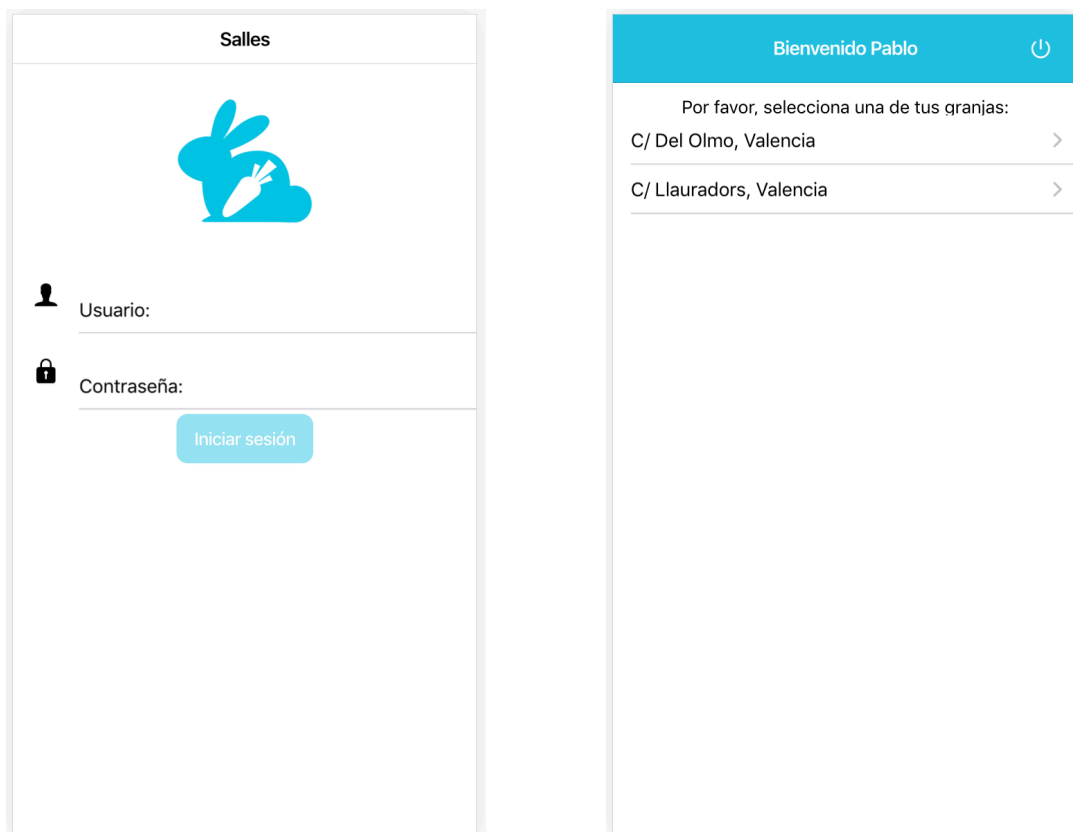 Salles
Usuario:
Contraseña:
Iniciar sesión
Bienvenido Pablo
Por favor, selecciona una de tus granjas:
C/ Del Olmo, Valencia
C/ Llauradors, Valencia